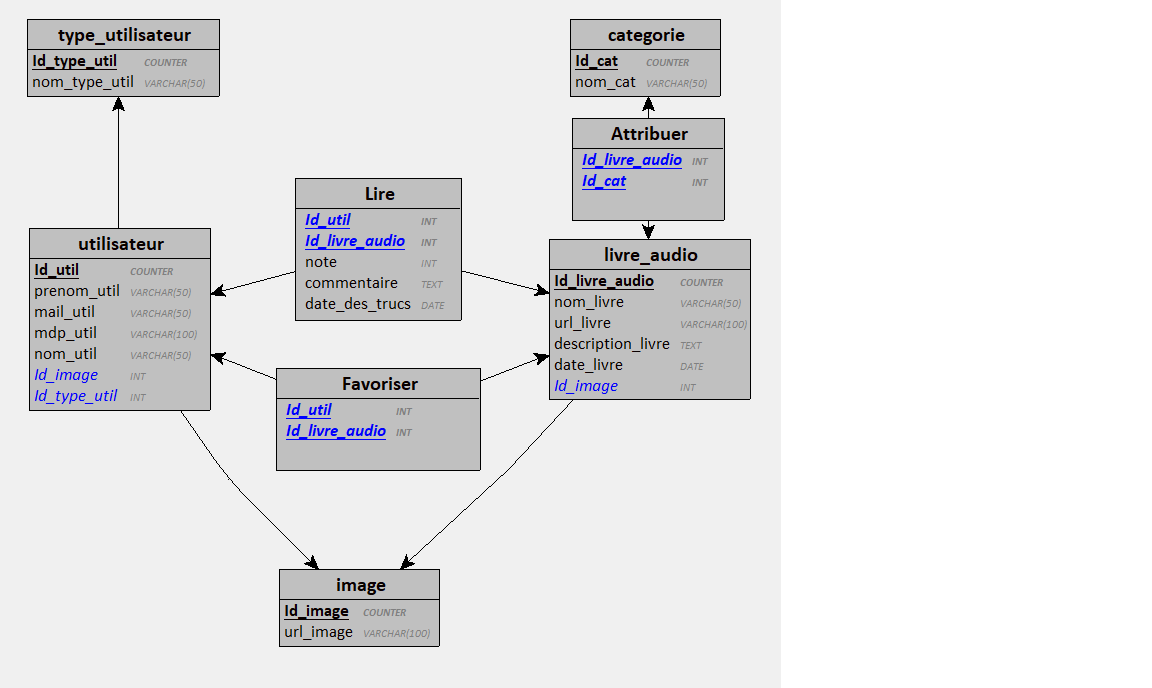 type_utilisateur
Id_type_util COUNTER
nom_type_util VARCHAR(50)
categorie
Id_cat COUNTER
nom_cat VARCHAR(50)
Attribuer
Id_livre_audio INT
Id_cat INT
Lire
Id_util INT
Id_livre_audio INT
note INT
commentaire TEXT
date_des_trucs DATE
utilisateur
Id_util COUNTER
prenom_util VARCHAR(50)
mail_util VARCHAR(50)
mdp_util VARCHAR(100)
nom_util VARCHAR(50)
Id_image INT
Id_type_util INT
livre_audio
Id_livre_audio COUNTER
nom_livre VARCHAR(50)
url_livre VARCHAR(100)
description_livre TEXT
date_livre DATE
Id_image INT
Favoriser
Id_util INT
Id_livre_audio INT
image
Id_image COUNTER
url_image VARCHAR(100)